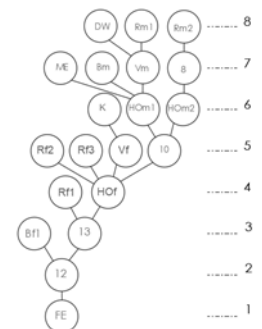 DW Rm1 Rm2 8
ME Bm Vm 8 7
K HOm1 HOm2 6
Rf2 Rf3 Vf 10 5
Rf1 HOf 4
Bf1 13 3
12 2
FE 1